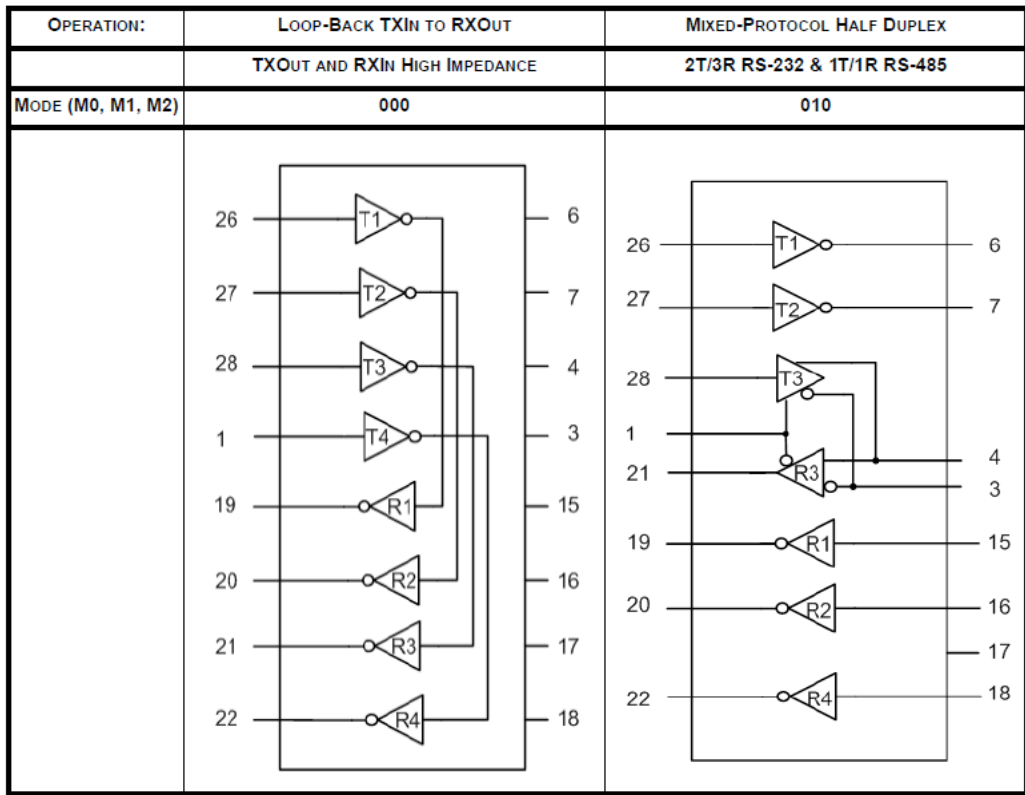 OPERATION:
LOOP-BACK TXIN TO RXOUT
MIXED-PROTOCOL HALF DUPLEX
TXOUT AND RXIN HIGH IMPEDANCE
2T/3R RS-232 & 1T/1R RS-485
MODE (M0, M1, M2)
000
010
26
T1
6
27
T2
7
28
T3
4
1
T4
3
19
R1
15
20
R2
16
21
R3
17
22
R4
18
26
T1
6
27
T2
7
28
T3
1
21
R3
4
3
19
R1
15
20
R2
16
17
22
R4
18